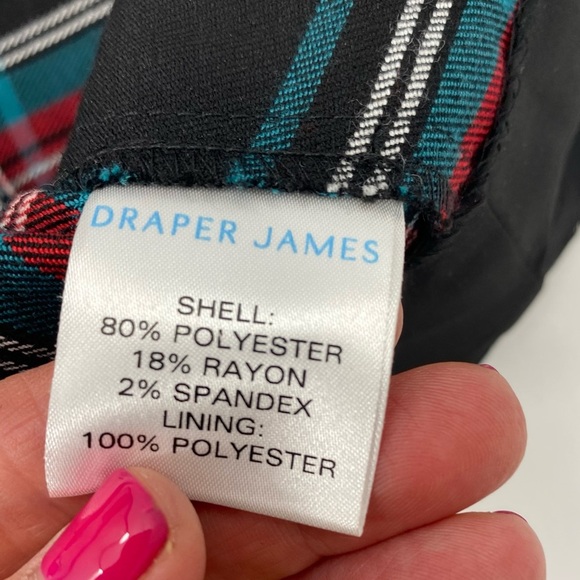 DRAPER JAMES
SHELL:
80% POLYESTER
18% RAYON
2% SPANDEX
LINING:
100% POLYESTER